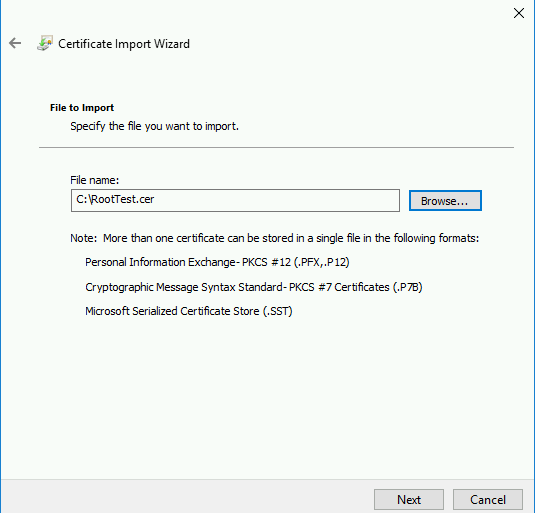 Certificate Import Wizard
File to Import
Specify the file you want to import.
File name:
C:\RootTest.cer
Browse...
Note:  More than one certificate can be stored in a single file in the following formats:
Personal Information Exchange- PKCS #12 (.PFX,.P12)
Cryptographic Message Syntax Standard- PKCS #7 Certificates (.P7B)
Microsoft Serialized Certificate Store (.SST)
Next
Cancel